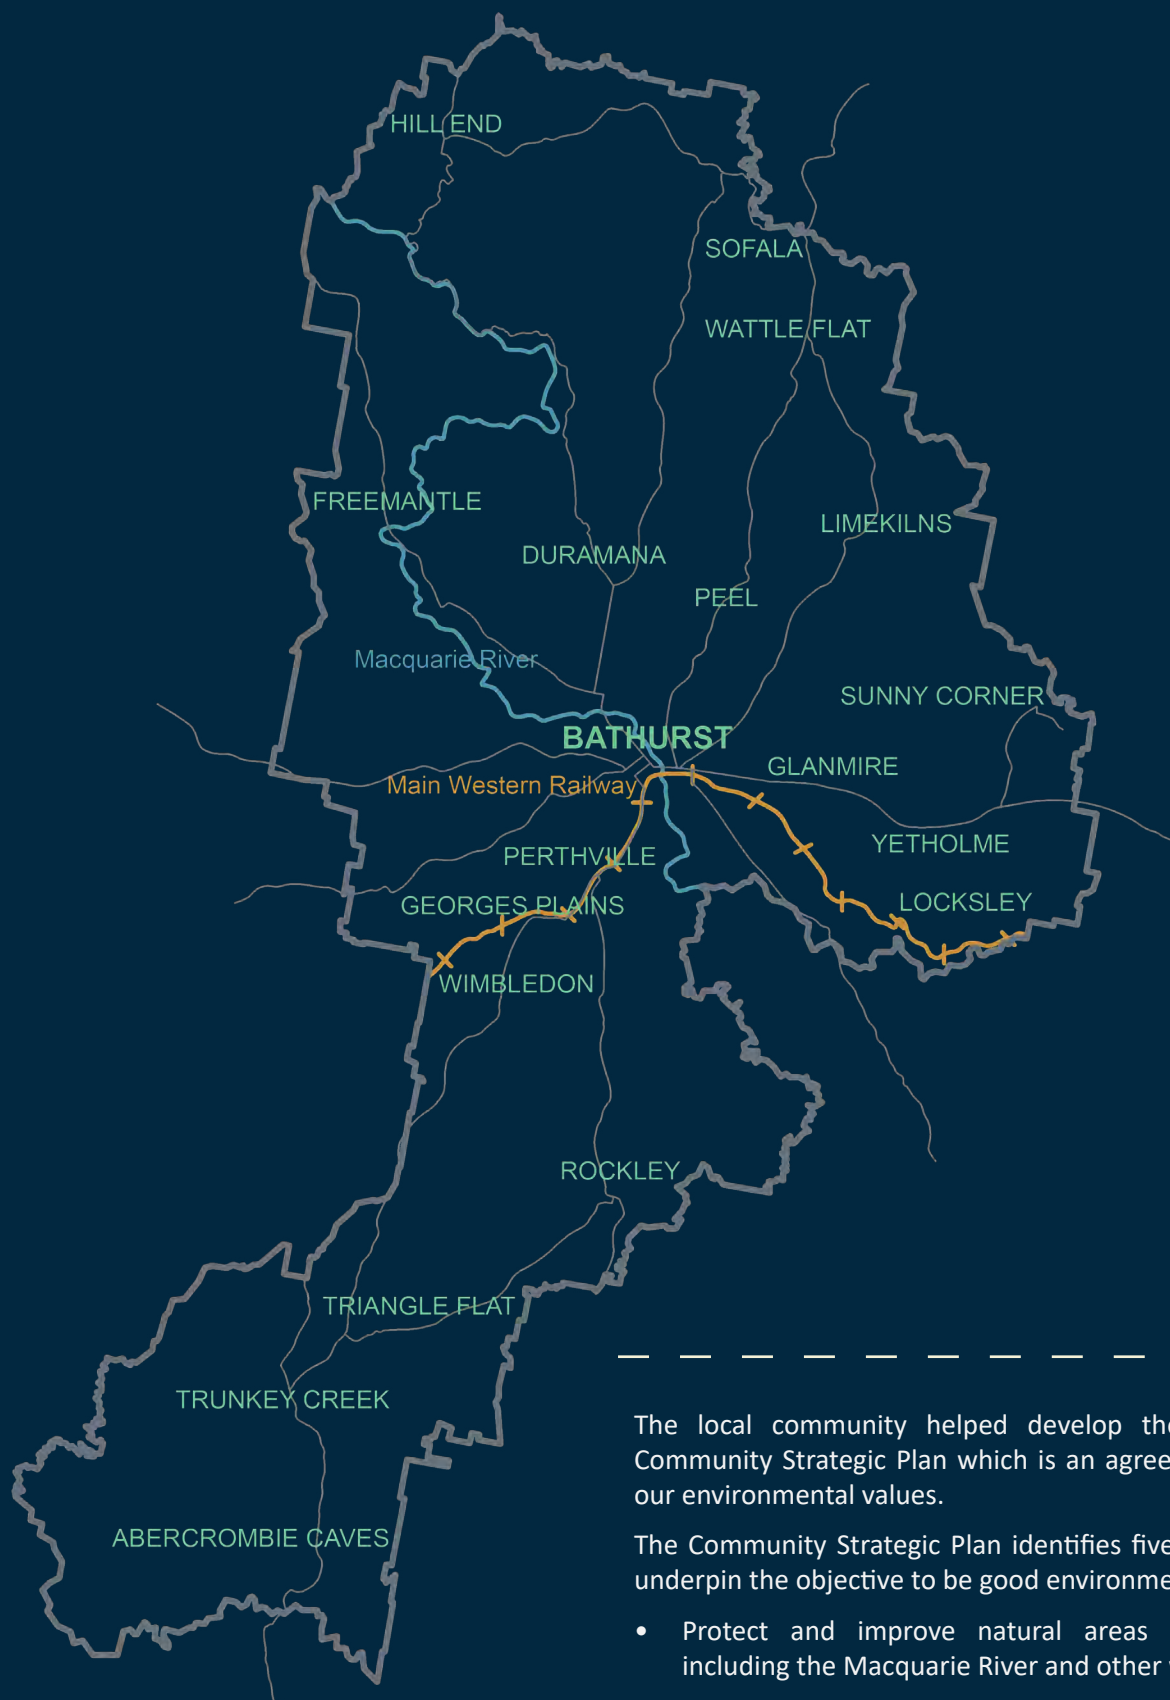 HILL END
SOFALA
WATTLE FLAT
FREEMANTLE
LIMEKILNS
DURAMANA
PEEL
Macquarie River
SUNNY CORNER
BATHURST
GLANMIRE
Main Western Railway
YETHOLME
PERTHVILLE
LOCKSLEY
GEORGES PLAINS
WIMBLEDON
ROCKLEY
TRIANGLE FLAT
TRUNKEY CREEK
ABERCROMBIE CAVES
The local community helped develop the
Community Strategic Plan which is an agree
our environmental values.
The Community Strategic Plan identifies five
underpin the objective to be good environme
• Protect and improve natural areas
including the Macquarie River and other